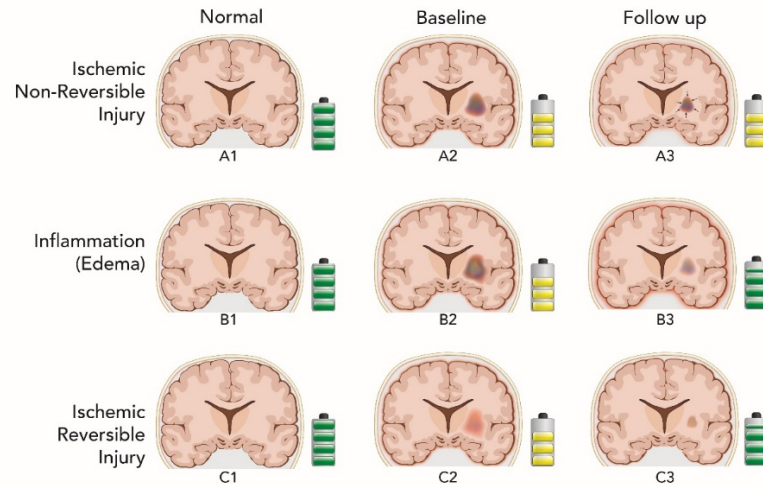 Normal
Baseline
Follow up
Ischemic
Non-Reversible
Injury
A1
A2
A3
Inflammation
(Edema)
B1
B2
B3
Ischemic
Reversible
Injury
C1
C2
C3